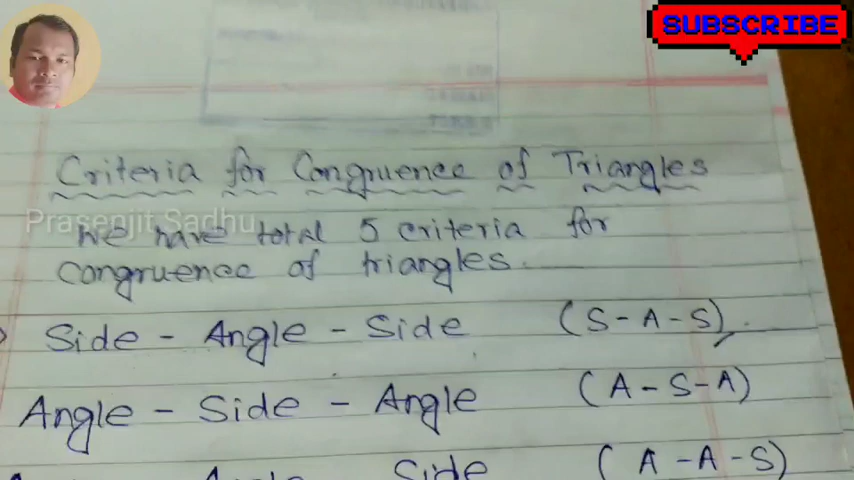 SUBSCRIBE
Criteria for Congruence of Triangles
Prasenjit Sadhu
We have total 5 criteria for
congruence of triangles.
Side - Angle - Side (S-A-S).
Angle - Side - Angle (A-S-A)
Angle Side (A-A-S)